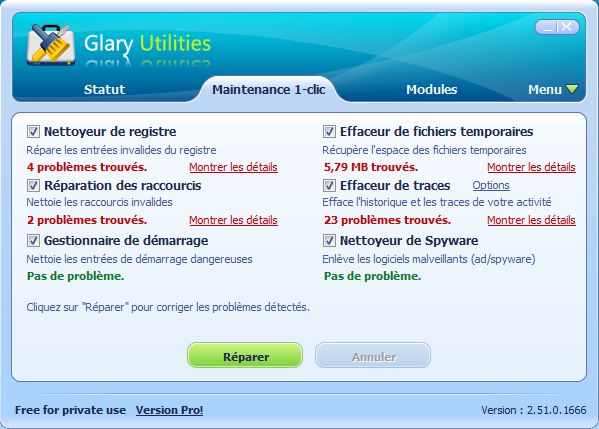 Glary Utilities
Statut
Maintenance 1-clic
Modules
Menu
Nettoyeur de registre
Répare les entrées invalides du registre
4 problèmes trouvés. Montrer les détails
Réparation des raccourcis
Nettoie les raccourcis invalides
2 problèmes trouvés. Montrer les détails
Gestionnaire de démarrage
Nettoie les entrées de démarrage dangereuses
Pas de problème.
Effaceur de fichiers temporaires
Récupère l'espace des fichiers temporaires
5,79 MB trouvés. Montrer les détails
Effaceur de traces Options
Efface l'historique et les traces de votre activité
23 problèmes trouvés. Montrer les détails
Nettoyeur de Spyware
Enlève les logiciels malveillants (ad/spyware)
Pas de problème.
Cliquez sur "Réparer" pour corriger les problèmes détectés.
Réparer
Annuler
Free for private use Version Pro!
Version : 2.51.0.1666